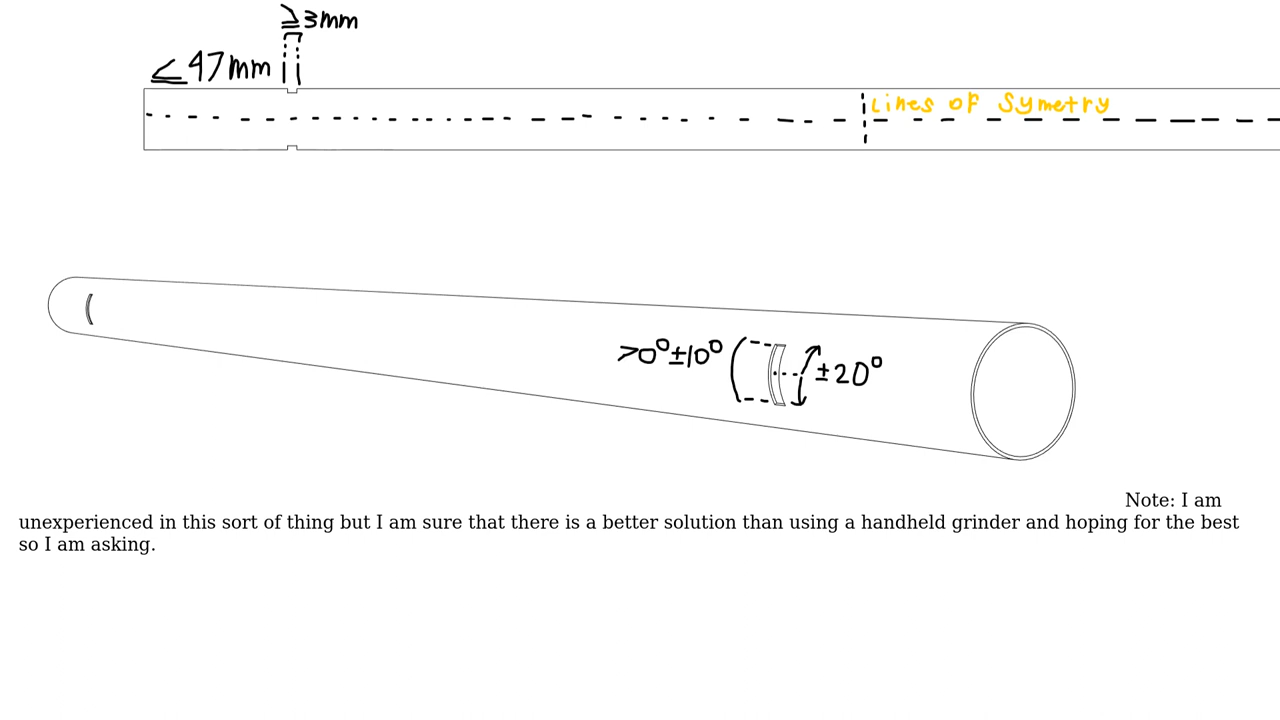 ≥3mm
≤47mm
Lines of Symetry
70°±10°
±20°
Note: I am
unexperienced in this sort of thing but I am sure that there is a better solution than using a handheld grinder and hoping for the best
so I am asking.